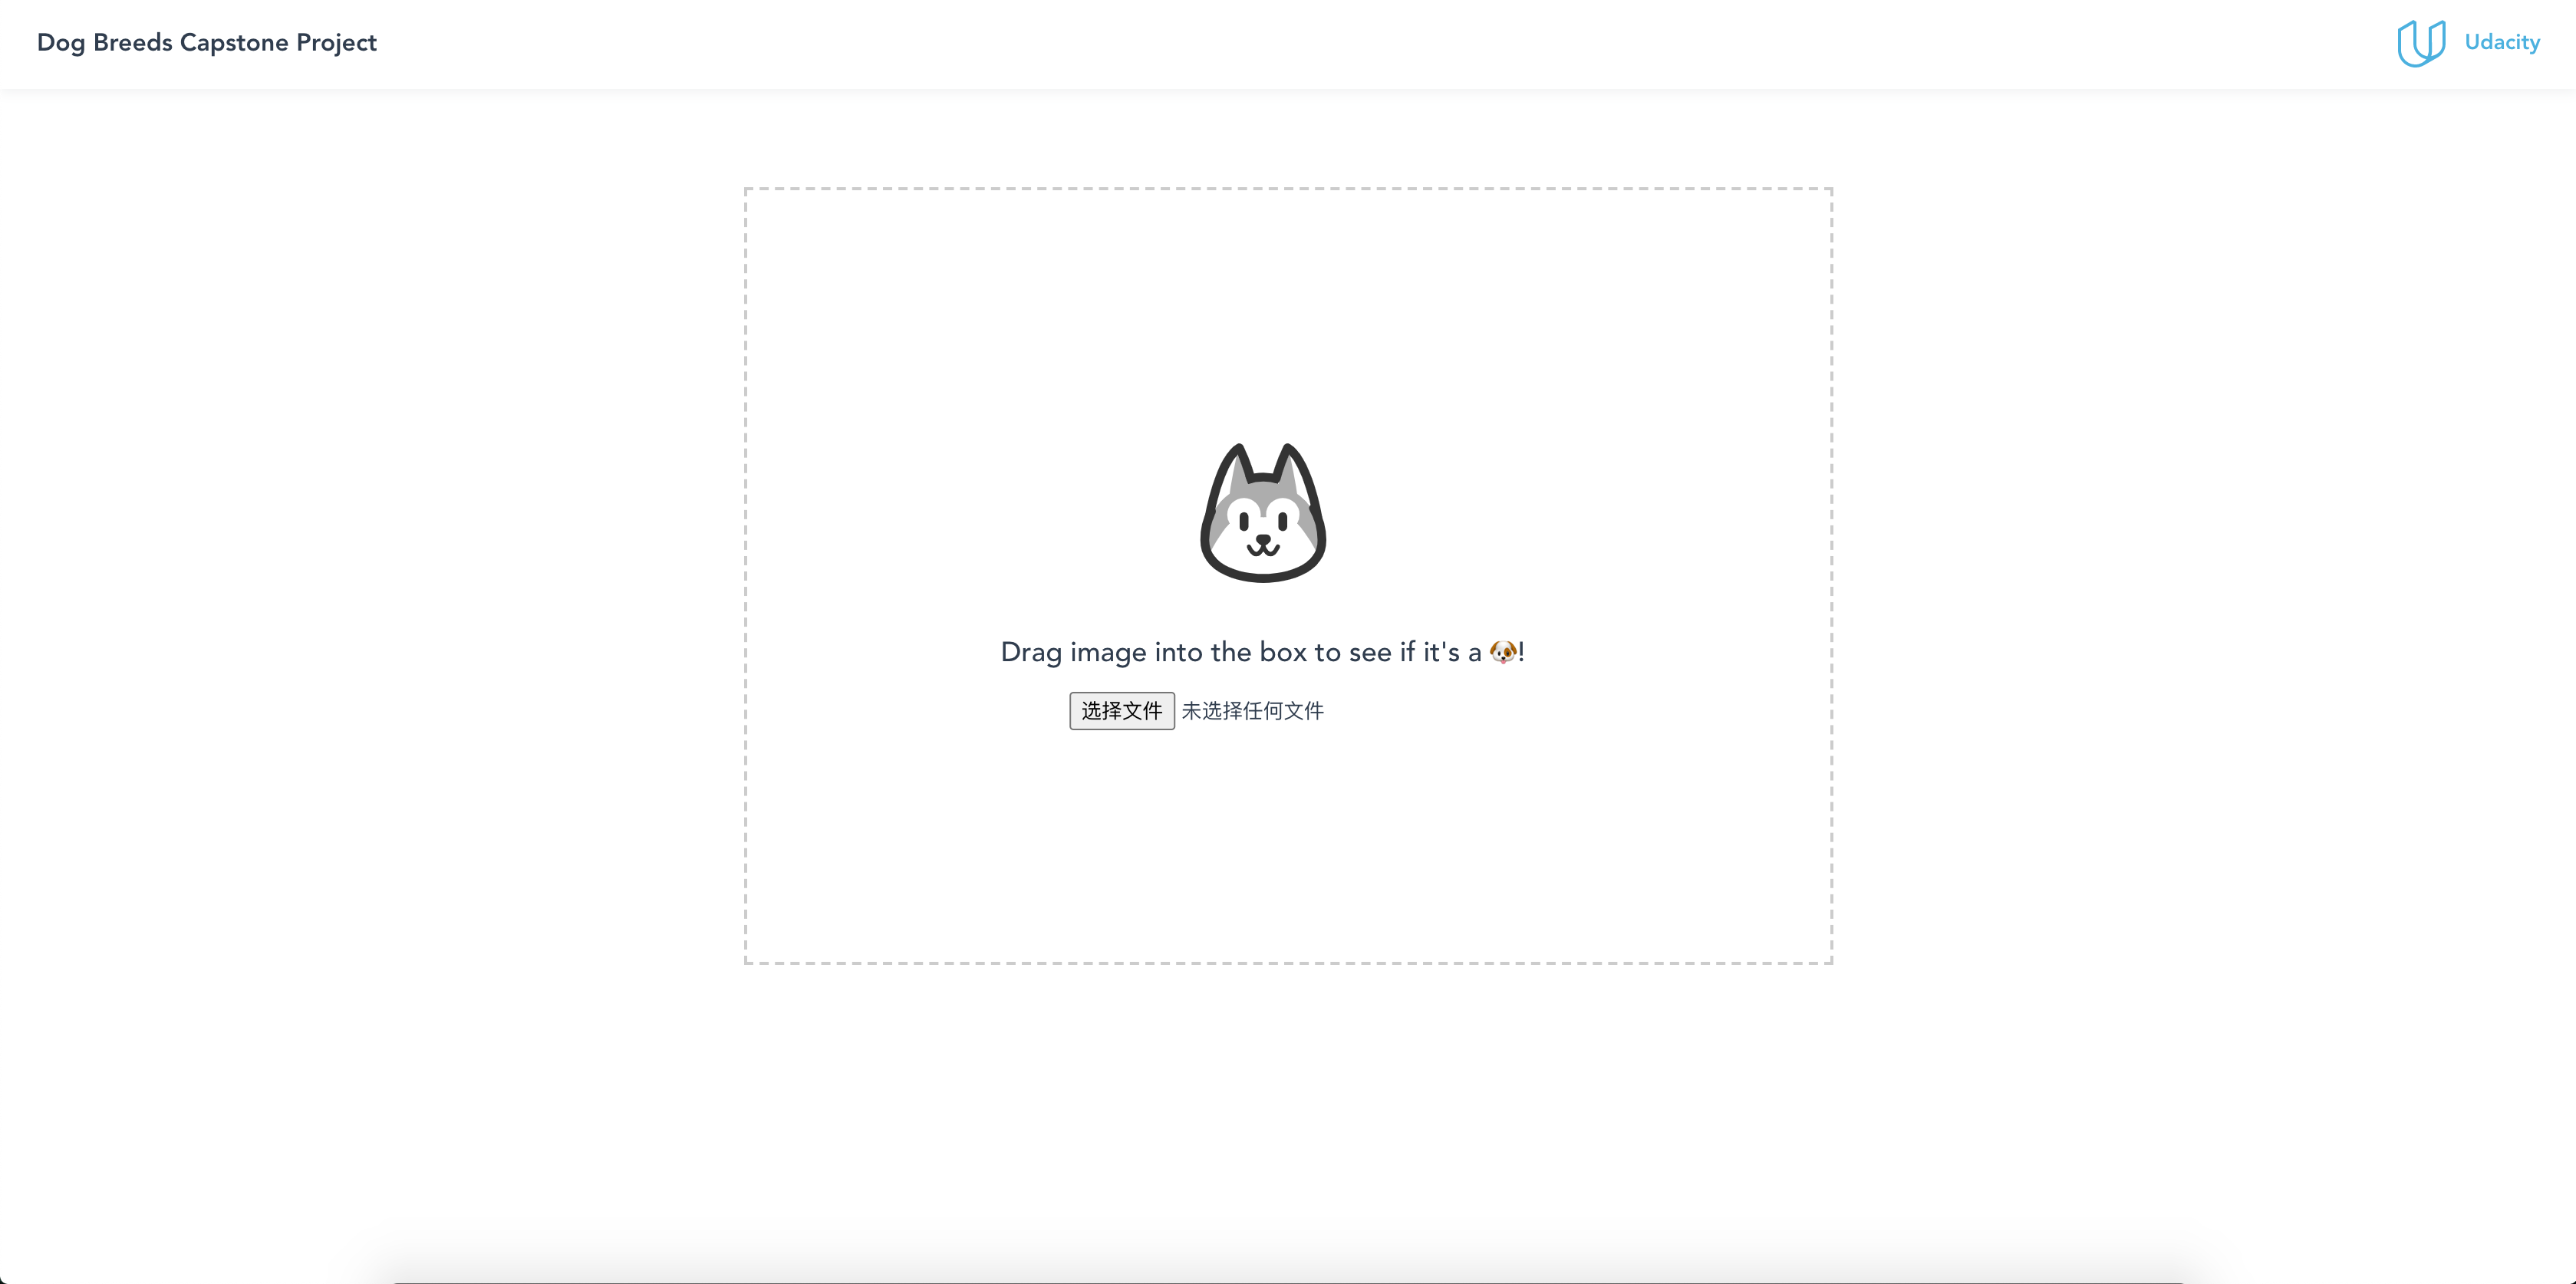 Dog Breeds Capstone Project
Udacity
Drag image into the box to see if it's a 🐶!
选择文件 未选择任何文件